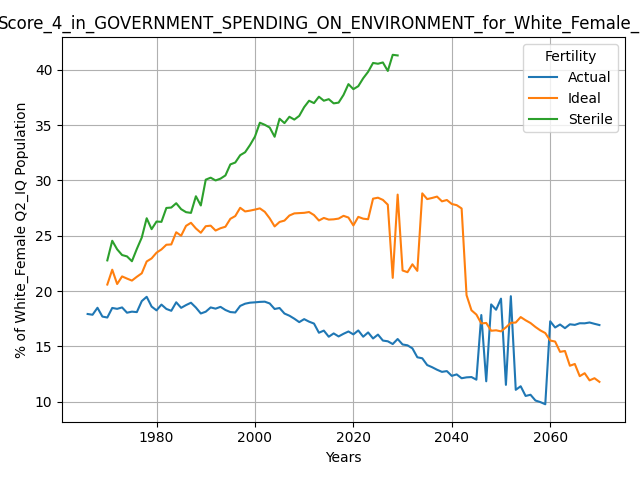 Score_4_in_GOVERNMENT_SPENDING_ON_ENVIRONMENT_for_White_Female_
Fertility
Actual
Ideal
Sterile
% of White_Female Q2_IQ Population
40
35
30
25
20
15
10
1980 2000 2020 2040 2060
Years